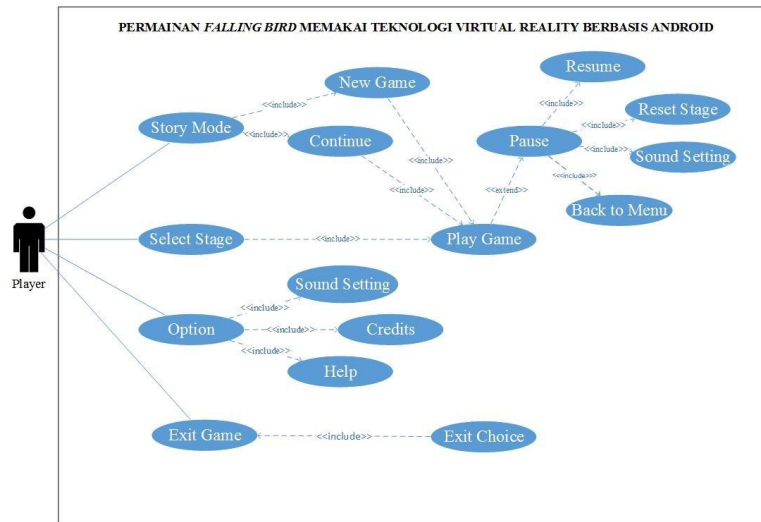 PERMAINAN FALLING BIRD MEMAKAI TEKNOLOGI VIRTUAL REALITY BERBASIS ANDROID
Resume
New Game
<<include>>
<<include>>
Reset Stage
Story Mode
<<include>>
<<include>>
Continue
Pause
<<include>>
Sound Setting
<<include>>
<<include>>
<<include>>
<<extend>>
Back to Menu
Select Stage
<<include>>
Play Game
Player
Sound Setting
<<include>>
Option
<<include>>
Credits
<<include>>
Help
Exit Game
<<include>>
Exit Choice